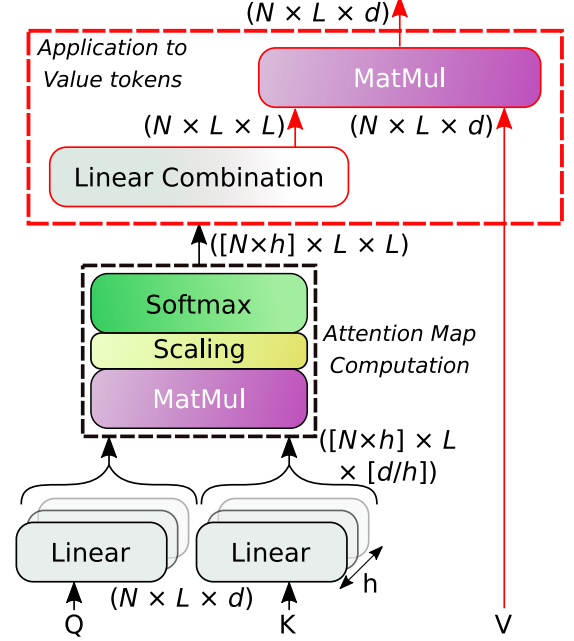 (N × L × d)
Application to
Value tokens
MatMul
(N × L × L)
(N × L × d)
Linear Combination
([N×h] × L × L)
Softmax
Scaling
MatMul
Attention Map
Computation
([N×h] × L
× [d/h])
Linear
Linear
h
(N × L × d)
Q
K
V